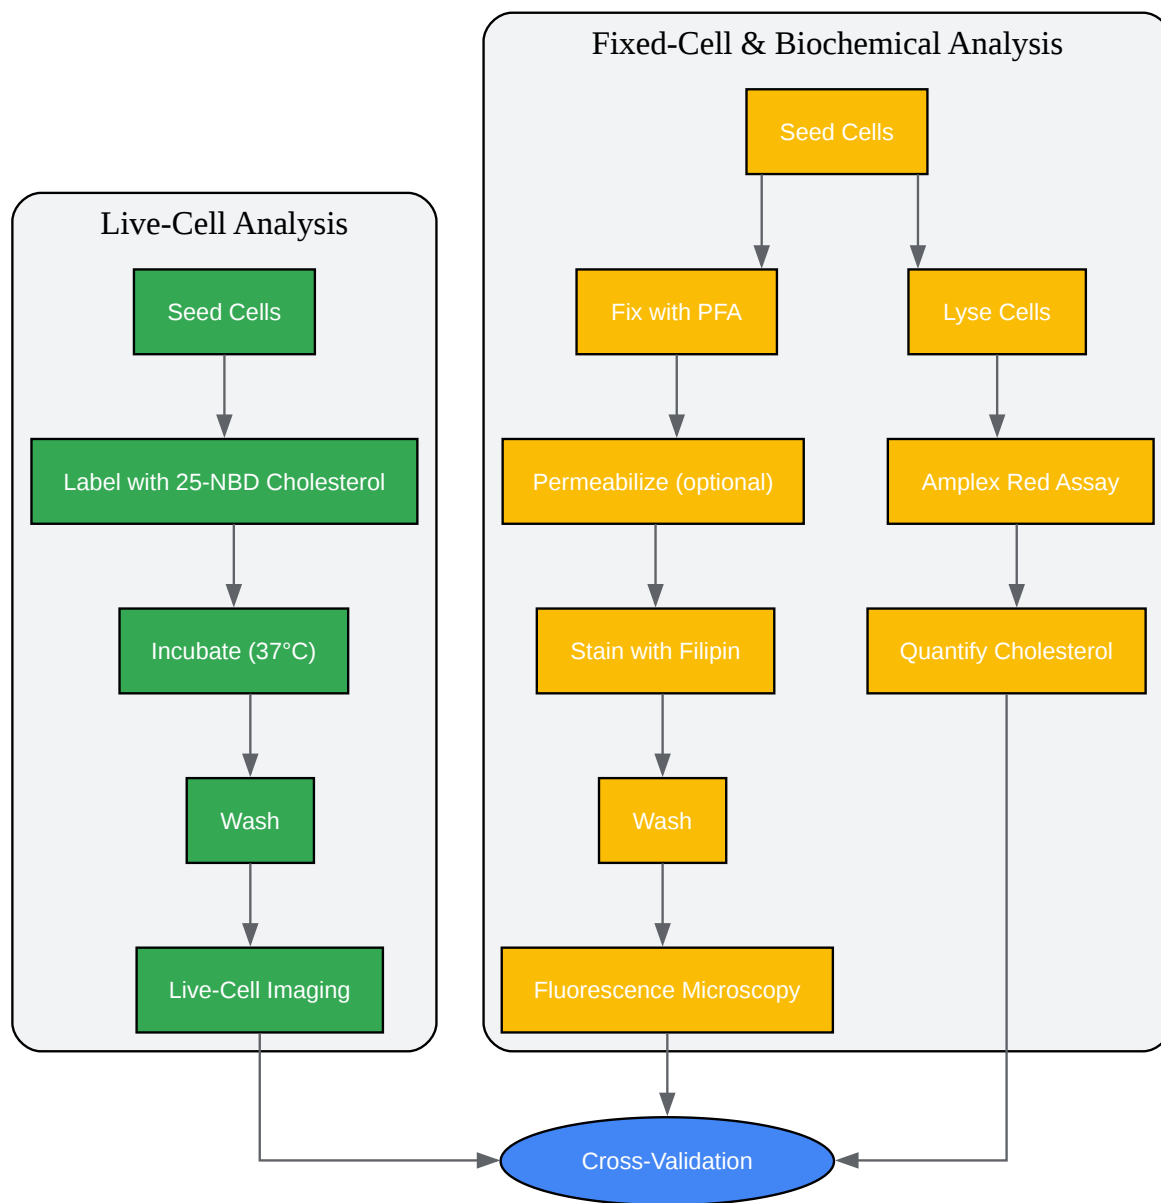 Live-Cell Analysis
Seed Cells
Label with 25-NBD Cholesterol
Incubate (37°C)
Wash
Live-Cell Imaging
Fixed-Cell & Biochemical Analysis
Seed Cells
Fix with PFA
Permeabilize (optional)
Stain with Filipin
Wash
Fluorescence Microscopy
Lyse Cells
Amplex Red Assay
Quantify Cholesterol
Cross-Validation